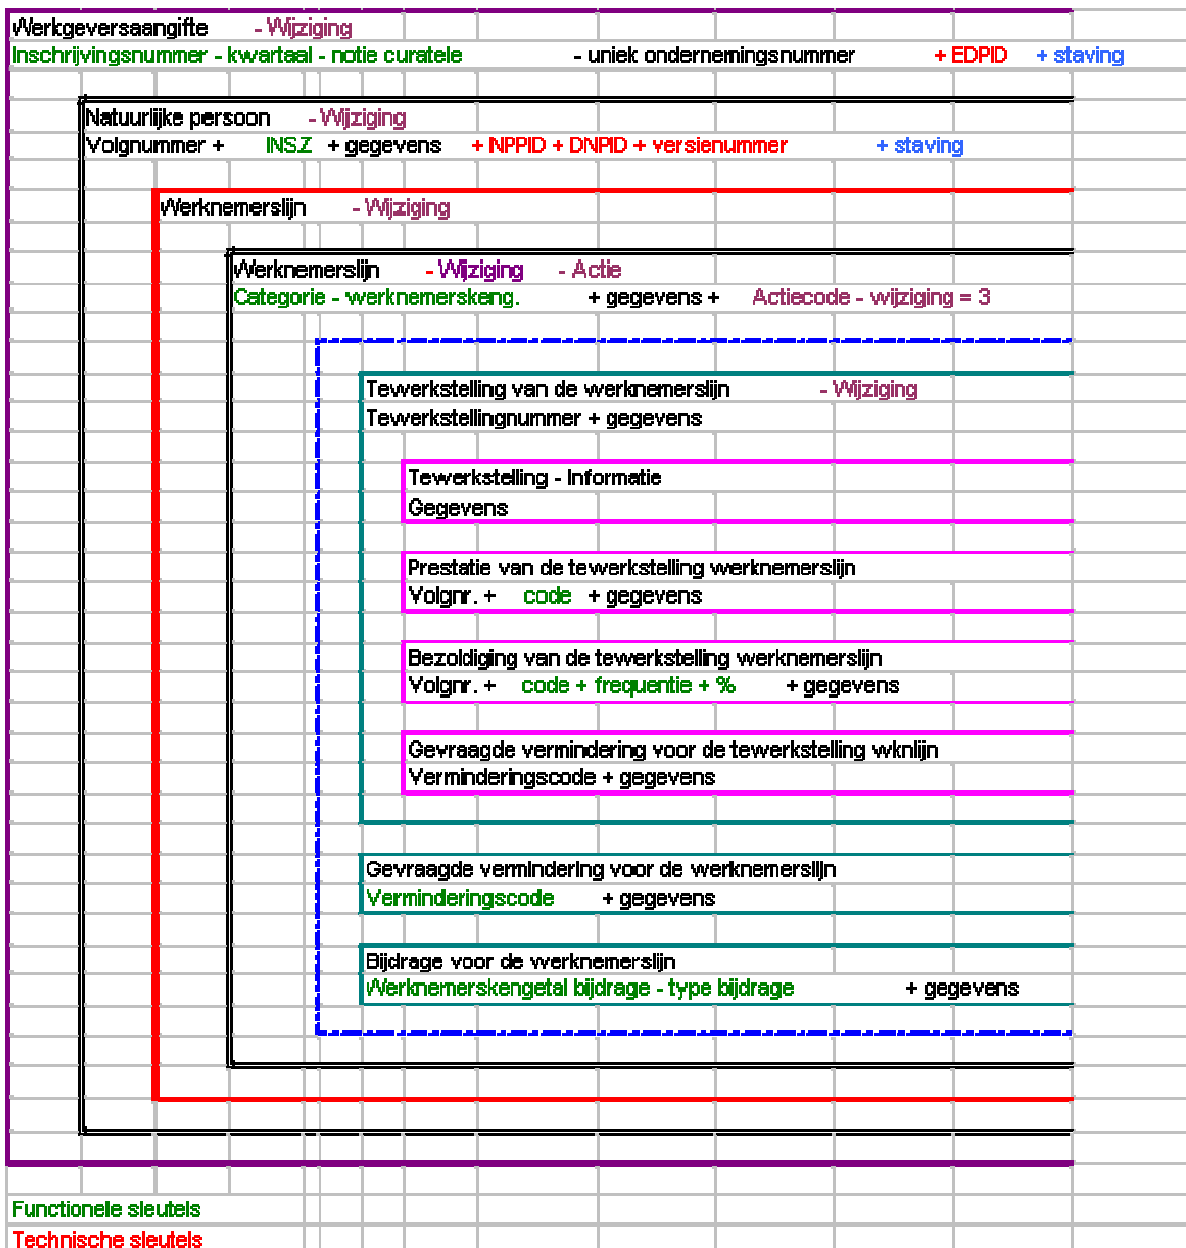 Werkgeversaangifte - Wijziging
Inschrijvingsnummer - kwartaal - notie curatele - uniek ondernemingsnummer + EDPID + staving
Natuurlijke persoon - Wijziging
Volgnummer + INSZ + gegevens + INPPID + DNPID + versienummer + staving
Werknemerslijn - Wijziging
Werknemerslijn - Wijziging - Actie
Categorie - werknemerskeng. + gegevens + Actiecode - wijziging = 3
Tewerkstelling van de werknemerslijn - Wijziging
Tewerkstellingnummer + gegevens
Tewerkstelling - Informatie
Gegevens
Prestatie van de tewerkstelling werknemerslijn
Volgnr. + code + gegevens
Bezoldiging van de tewerkstelling werknemerslijn
Volgnr. + code + frequentie + % + gegevens
Gevraagde vermindering voor de tewerkstelling wknlijn
Verminderingscode + gegevens
Gevraagde vermindering voor de werknemerslijn
Verminderingscode + gegevens
Bijdrage voor de werknemerslijn
Werknemerskengetal bijdrage - type bijdrage + gegevens
Functionele sleutels
Technische sleutels